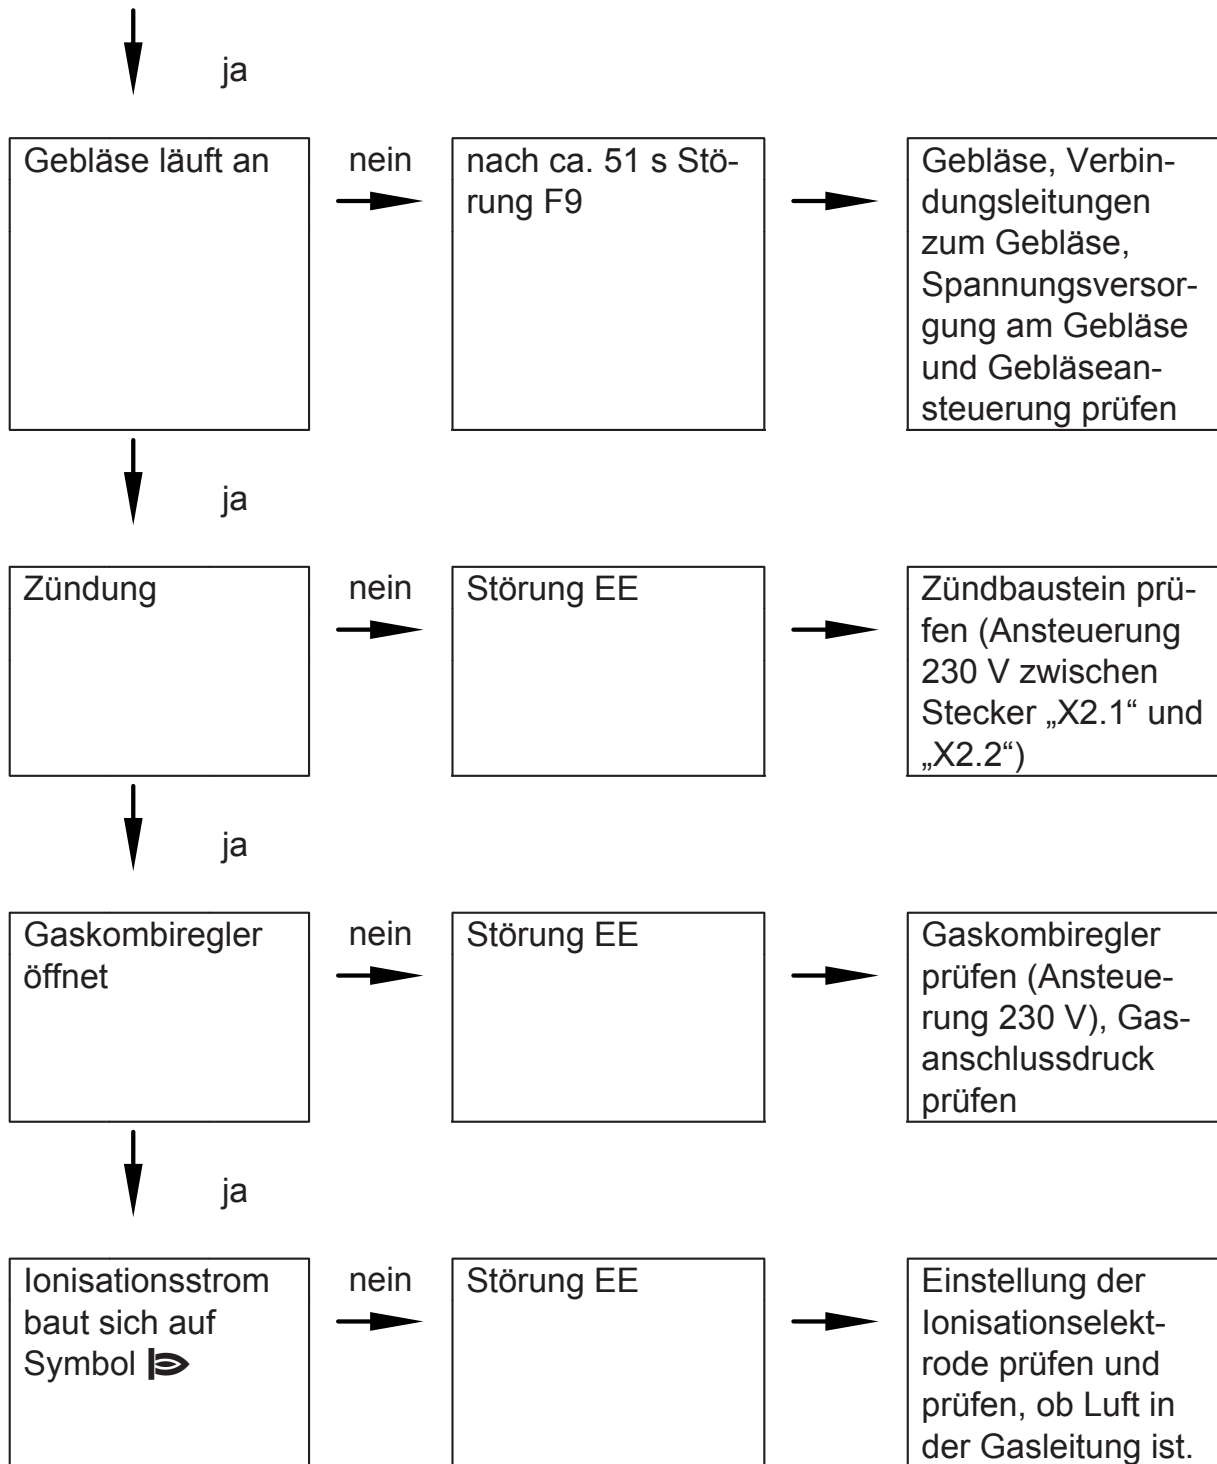 ja
Gebläse läuft an
nein
nach ca. 51 s Stö-
rung F9
Gebläse, Verbin-
dungsleitungen
zum Gebläse,
Spannungsversor-
gung am Gebläse
und Gebläsean-
steuerung prüfen
ja
Zündung
nein
Störung EE
Zündbaustein prü-
fen (Ansteuerung
230 V zwischen
Stecker „X2.1“ und
„X2.2“)
ja
Gaskombiregler
öffnet
nein
Störung EE
Gaskombiregler
prüfen (Ansteue-
rung 230 V), Gas-
anschlussdruck
prüfen
ja
Ionisationsstrom
baut sich auf
Symbol
nein
Störung EE
Einstellung der
Ionisationselekt-
rode prüfen und
prüfen, ob Luft in
der Gasleitung ist.